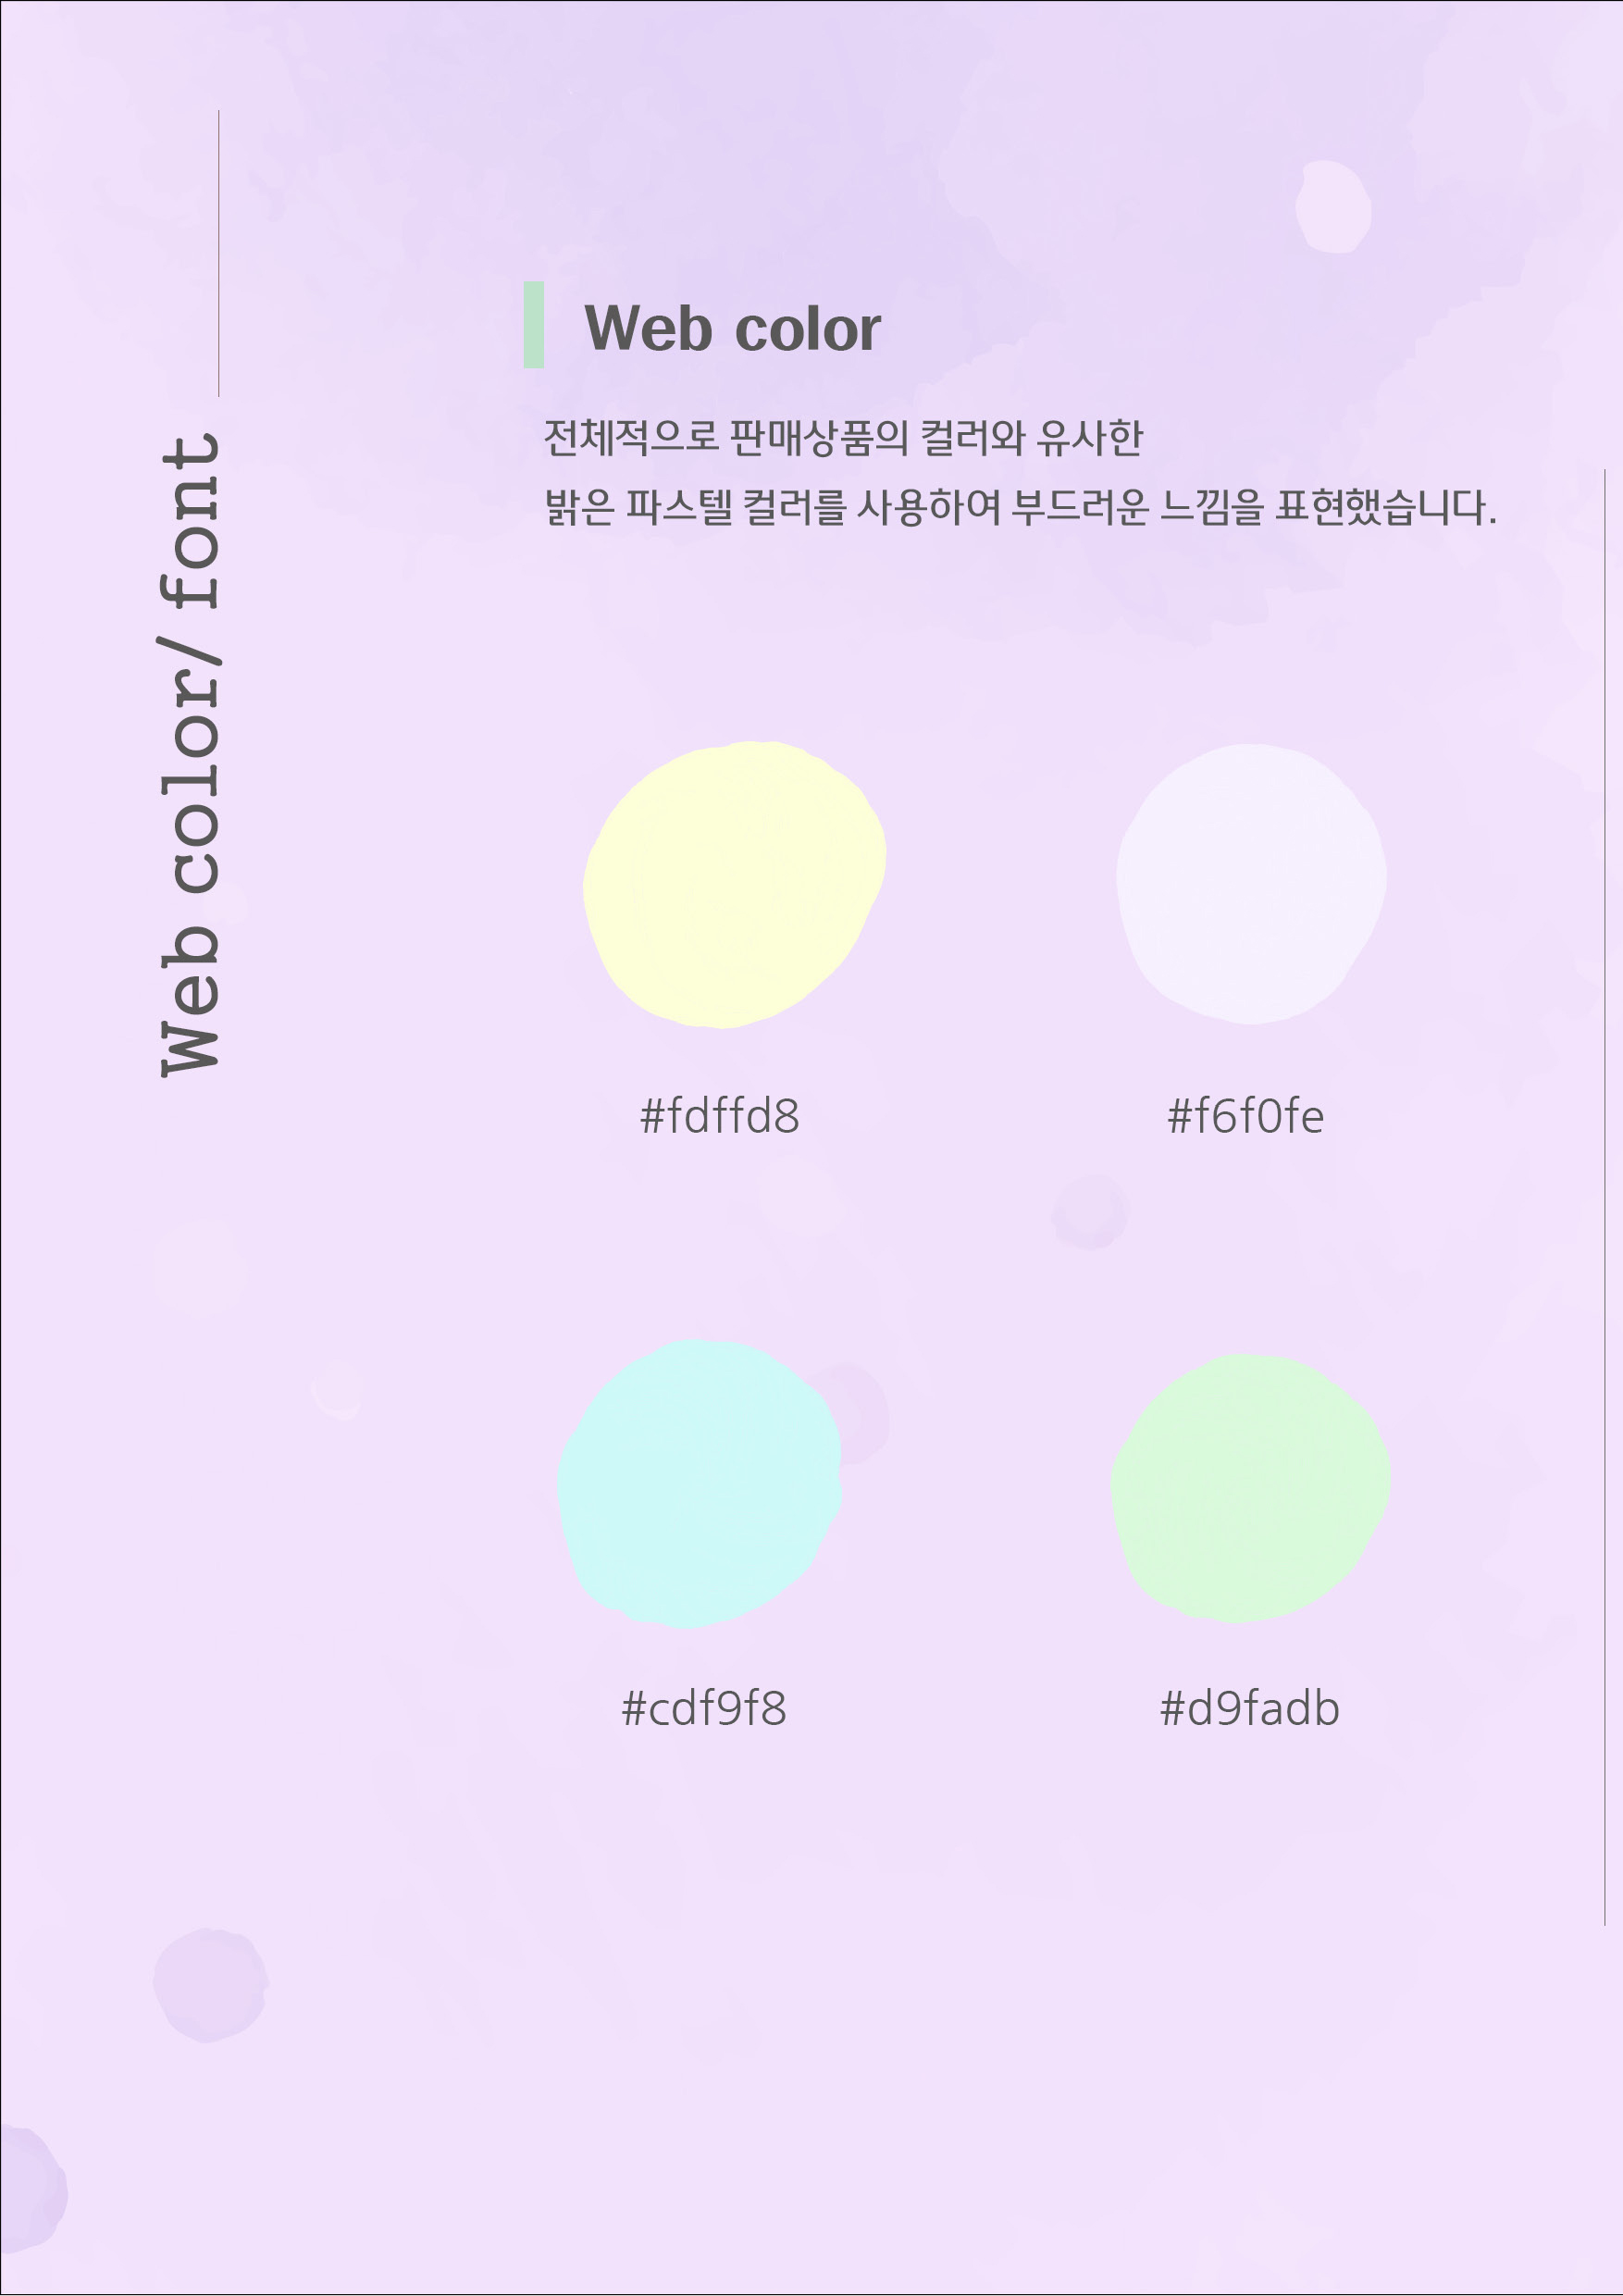 Web color/ font
Web color
전체적으로 판매상품의 컬러와 유사한
밝은 파스텔 컬러를 사용하여 부드러운 느낌을 표현했습니다.
#fdffd8
#f6f0fe
#cdf9f8
#d9fadb